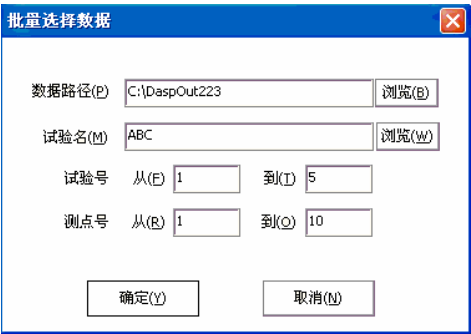 批量选择数据
数据路径(P) C:\DaspOut223 浏览(B)
试验名(M) ABC 浏览(W)
试验号 从(F) 1 到(T) 5
测点号 从(R) 1 到(O) 10
确定(Y) 取消(N)